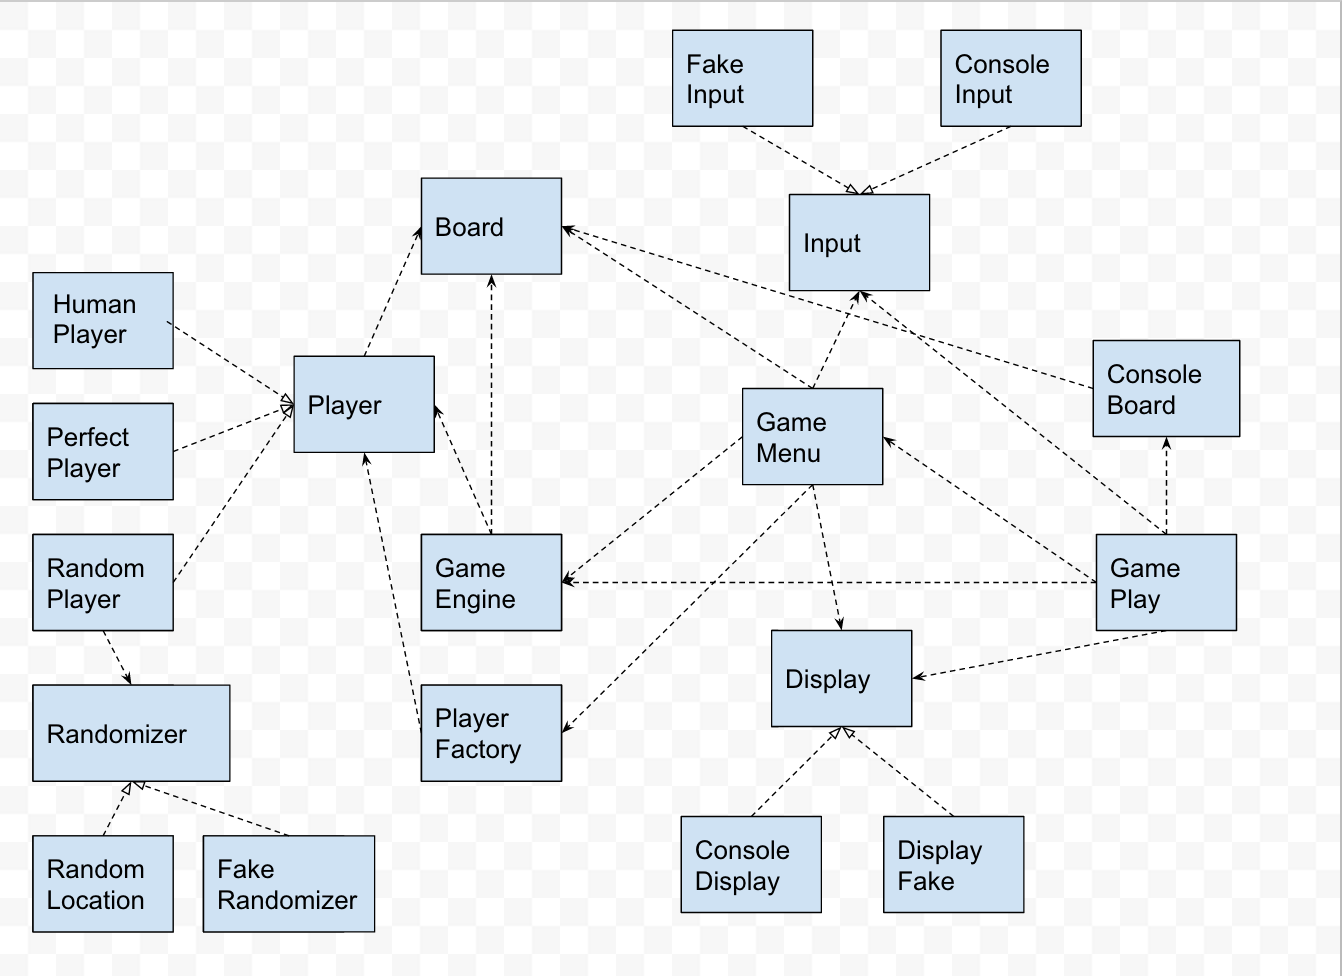 Fake
Input
Console
Input
Board
Input
Human
Player
Player
Console
Board
Game
Menu
Perfect
Player
Random
Player
Game
Engine
Game
Play
Display
Randomizer
Player
Factory
Console
Display
Display
Fake
Random
Location
Fake
Randomizer